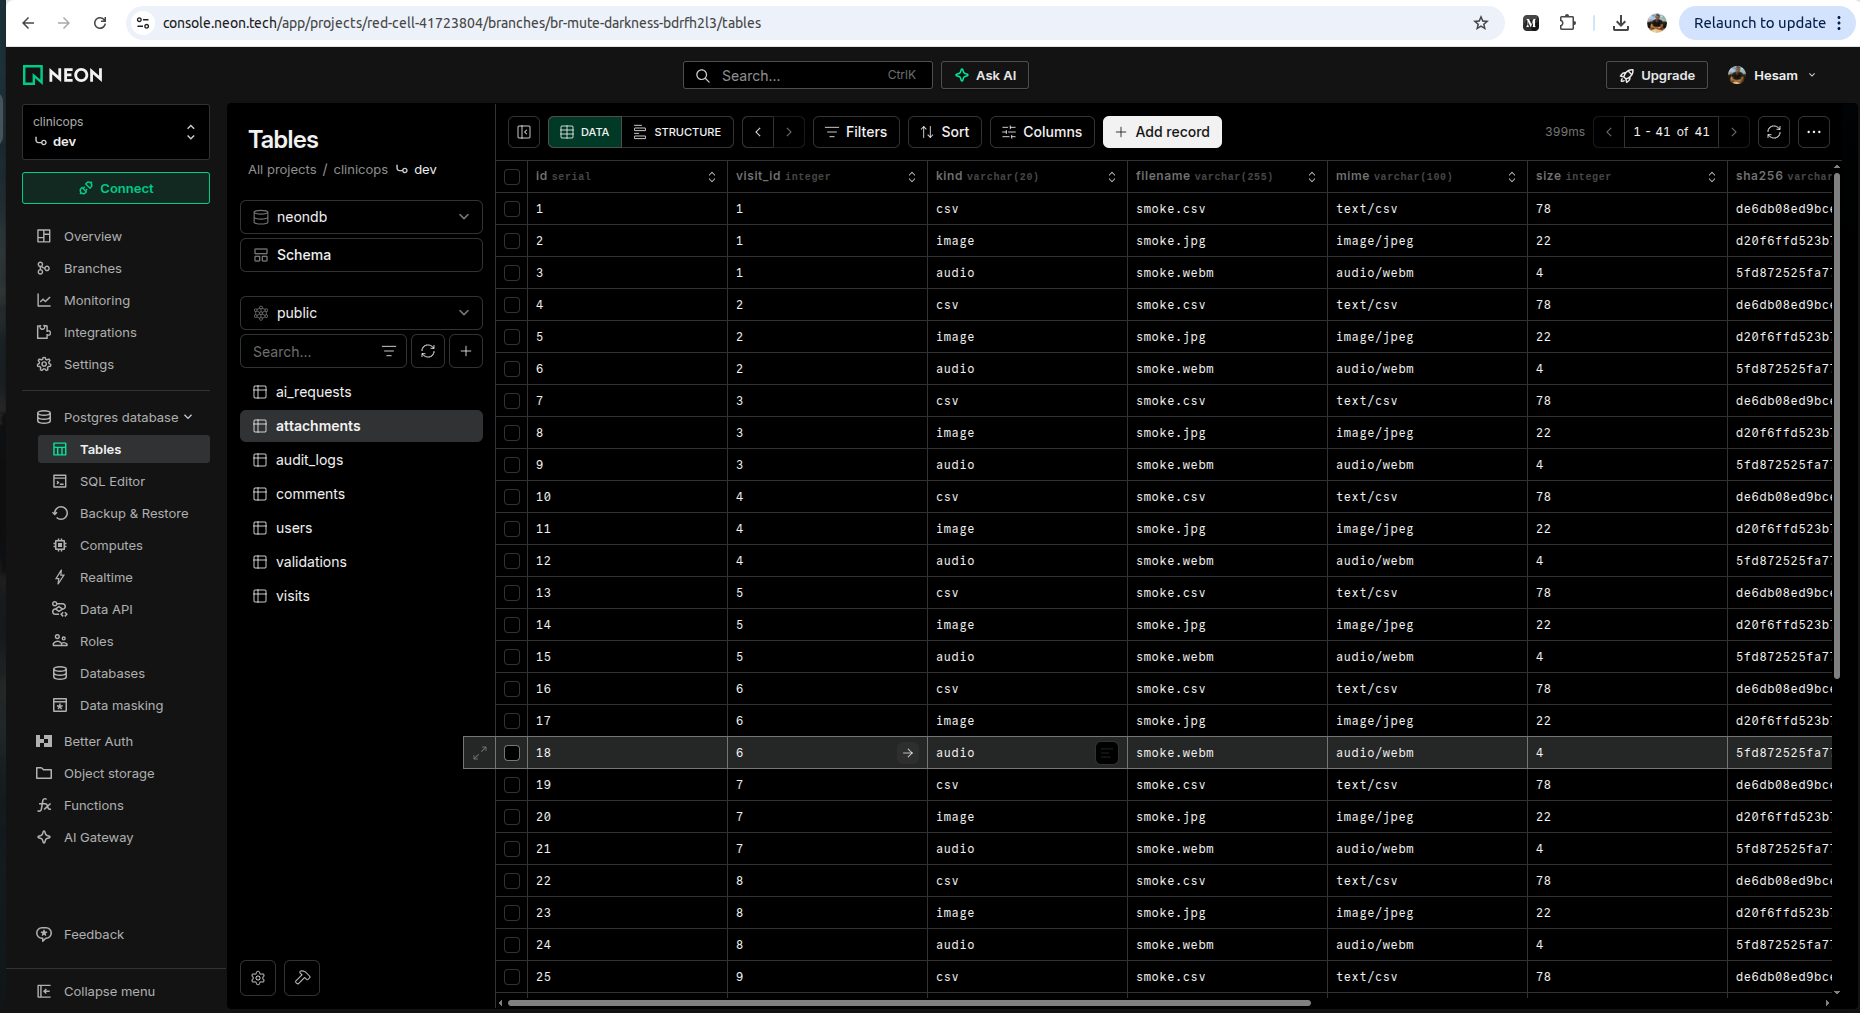 console.neon.tech/app/projects/red-cell-41723804/branches/br-mute-darkness-bdrfh2l3/tables
Relaunch to update
NEON
Search...
CtrlK
Ask AI
Upgrade
Hesam
clinicops
dev
Connect
Overview
Branches
Monitoring
Integrations
Settings
Postgres database
Tables
SQL Editor
Backup & Restore
Computes
Realtime
Data API
Roles
Databases
Data masking
Better Auth
Object storage
Functions
AI Gateway
Feedback
Collapse menu
Tables
All projects / clinicops dev
neondb
Schema
public
Search...
ai_requests
attachments
audit_logs
comments
users
validations
visits
DATA STRUCTURE Filters Sort Columns Add record 399ms 1 - 41 of 41
id serial visit_id integer kind varchar(20) filename varchar(255) mime varchar(100) size integer sha256 varchar
1 1 csv smoke.csv text/csv 78 de6db08ed9bce
2 1 image smoke.jpg image/jpeg 22 d20f6ffd523b
3 1 audio smoke.webm audio/webm 4 5fd872525fa7
4 2 csv smoke.csv text/csv 78 de6db08ed9bce
5 2 image smoke.jpg image/jpeg 22 d20f6ffd523b
6 2 audio smoke.webm audio/webm 4 5fd872525fa7
7 3 csv smoke.csv text/csv 78 de6db08ed9bce
8 3 image smoke.jpg image/jpeg 22 d20f6ffd523b
9 3 audio smoke.webm audio/webm 4 5fd872525fa7
10 4 csv smoke.csv text/csv 78 de6db08ed9bce
11 4 image smoke.jpg image/jpeg 22 d20f6ffd523b
12 4 audio smoke.webm audio/webm 4 5fd872525fa7
13 5 csv smoke.csv text/csv 78 de6db08ed9bce
14 5 image smoke.jpg image/jpeg 22 d20f6ffd523b
15 5 audio smoke.webm audio/webm 4 5fd872525fa7
16 6 csv smoke.csv text/csv 78 de6db08ed9bce
17 6 image smoke.jpg image/jpeg 22 d20f6ffd523b
18 6 audio smoke.webm audio/webm 4 5fd872525fa7
19 7 csv smoke.csv text/csv 78 de6db08ed9bce
20 7 image smoke.jpg image/jpeg 22 d20f6ffd523b
21 7 audio smoke.webm audio/webm 4 5fd872525fa7
22 8 csv smoke.csv text/csv 78 de6db08ed9bce
23 8 image smoke.jpg image/jpeg 22 d20f6ffd523b
24 8 audio smoke.webm audio/webm 4 5fd872525fa7
25 9 csv smoke.csv text/csv 78 de6db08ed9bce